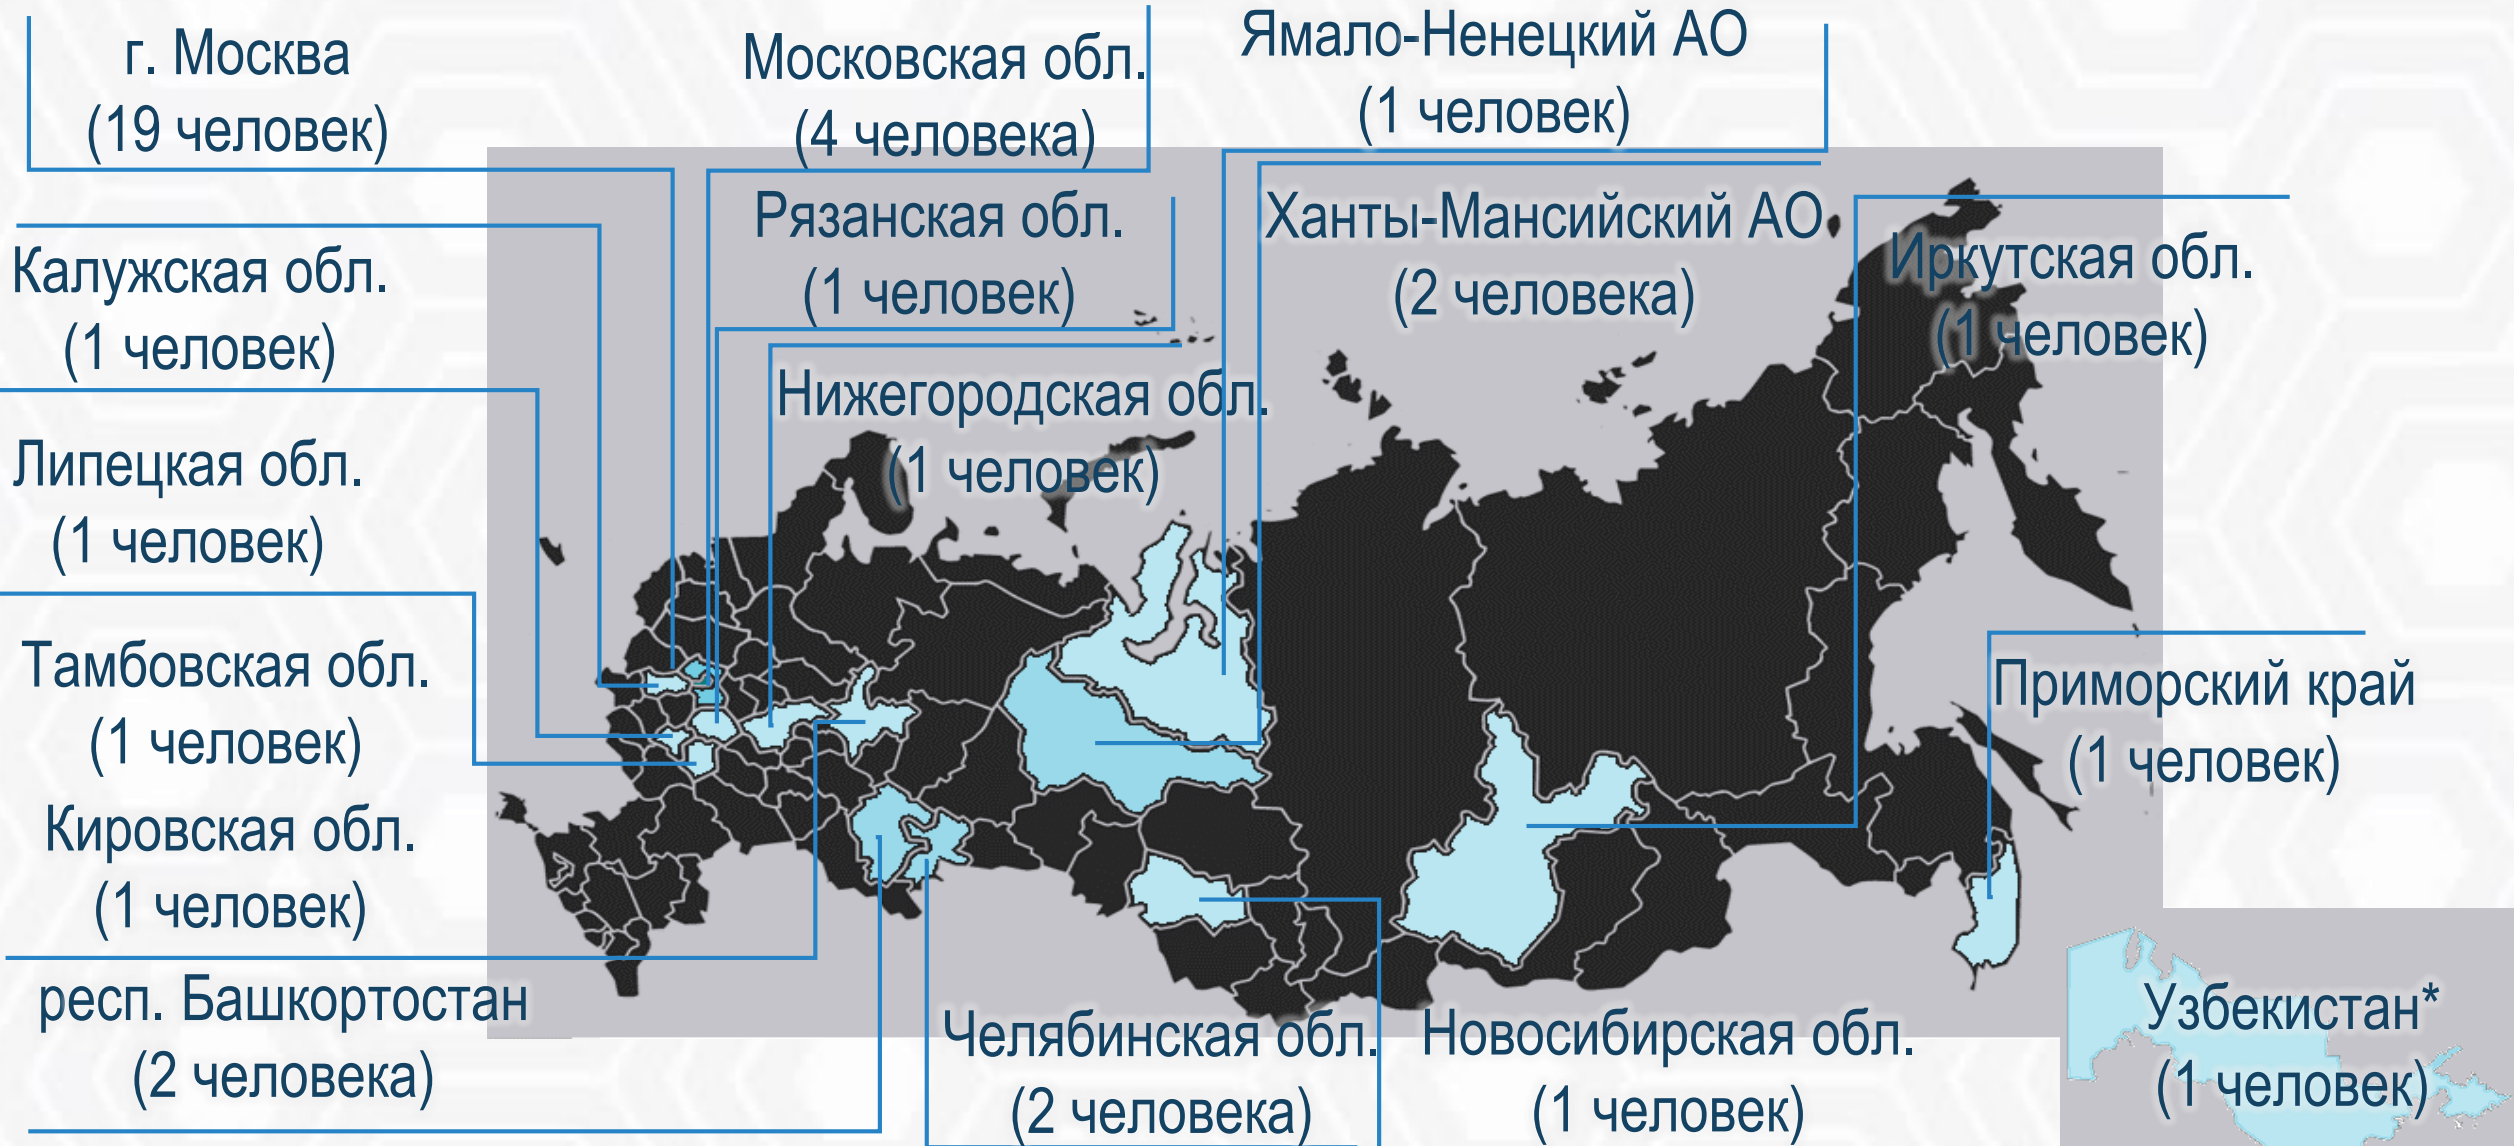 г. Москва
(19 человек)
Московская обл.
(4 человека)
Ямало-Ненецкий АО
(1 человек)
Калужская обл.
(1 человек)
Рязанская обл.
(1 человек)
Ханты-Мансийский АО
(2 человека)
Иркутская обл.
(1 человек)
Липецкая обл.
(1 человек)
Нижегородская обл.
(1 человек)
Тамбовская обл.
(1 человек)
Приморский край
(1 человек)
Кировская обл.
(1 человек)
респ. Башкортостан
(2 человека)
Челябинская обл.
(2 человека)
Новосибирская обл.
(1 человек)
Узбекистан*
(1 человек)